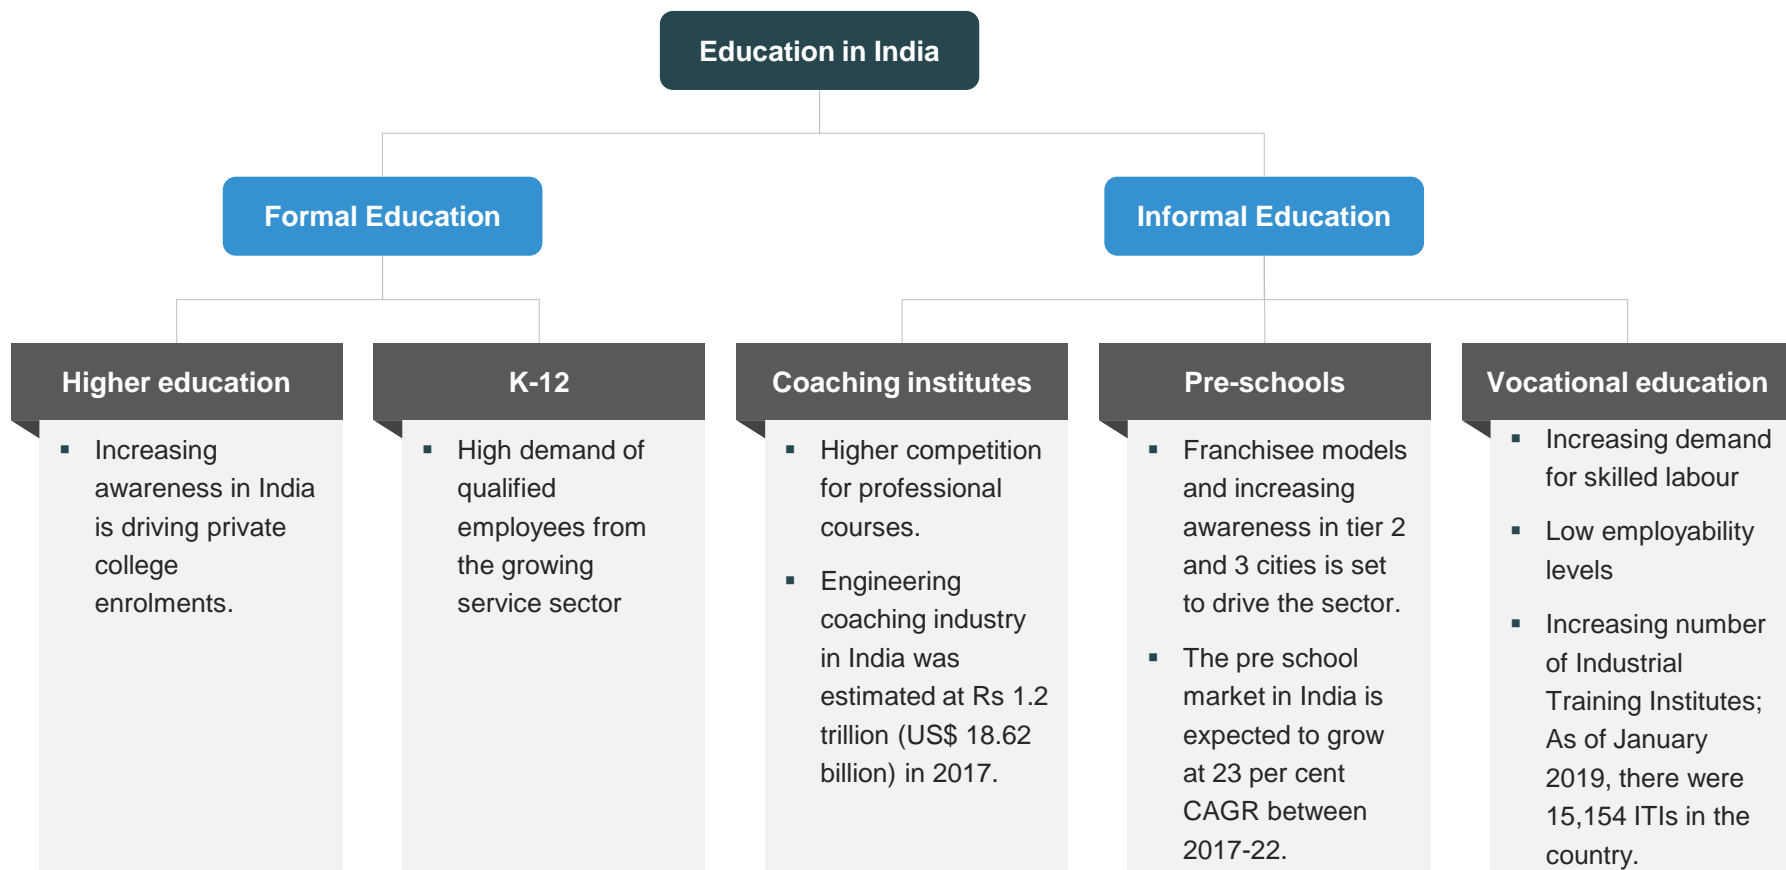 Education in India
Formal Education
Informal Education
Higher education
▪ Increasing
awareness in India
is driving private
college
enrolments.
K-12
▪ High demand of
qualified
employees from
the growing
service sector
Coaching institutes
▪ Higher competition
for professional
courses.
▪ Engineering
coaching industry
in India was
estimated at Rs 1.2
trillion (US$ 18.62
billion) in 2017.
Pre-schools
▪ Franchisee models
and increasing
awareness in tier 2
and 3 cities is set
to drive the sector.
▪ The pre school
market in India is
expected to grow
at 23 per cent
CAGR between
2017-22.
Vocational education
▪ Increasing demand
for skilled labour
▪ Low employability
levels
▪ Increasing number
of Industrial
Training Institutes;
As of January
2019, there were
15,154 ITIs in the
country.